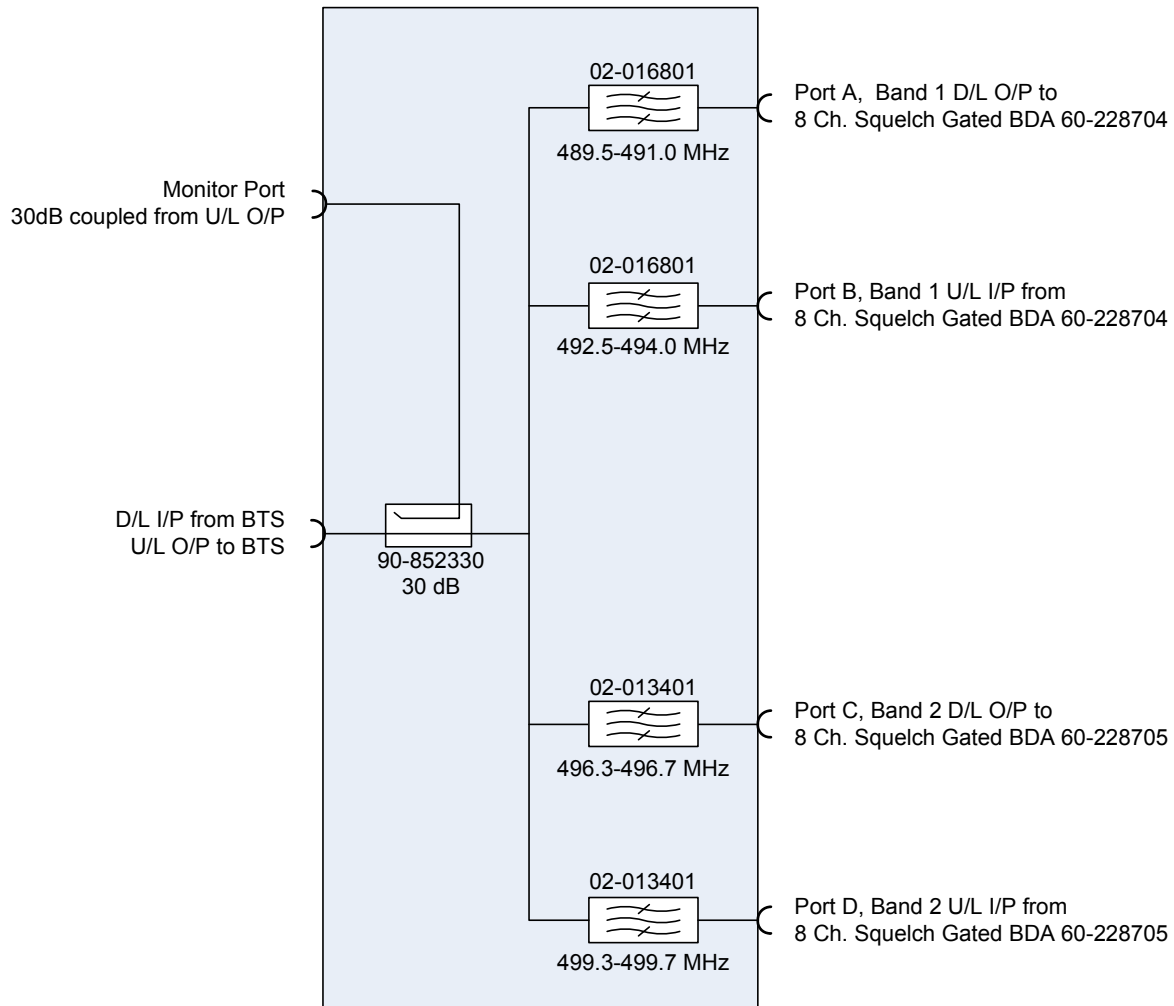 02-016801
489.5-491.0 MHz
Port A, Band 1 D/L O/P to
8 Ch. Squelch Gated BDA 60-228704
Monitor Port
30dB coupled from U/L O/P
02-016801
492.5-494.0 MHz
Port B, Band 1 U/L I/P from
8 Ch. Squelch Gated BDA 60-228704
D/L I/P from BTS
U/L O/P to BTS
90-852330
30 dB
02-013401
496.3-496.7 MHz
Port C, Band 2 D/L O/P to
8 Ch. Squelch Gated BDA 60-228705
02-013401
499.3-499.7 MHz
Port D, Band 2 U/L I/P from
8 Ch. Squelch Gated BDA 60-228705